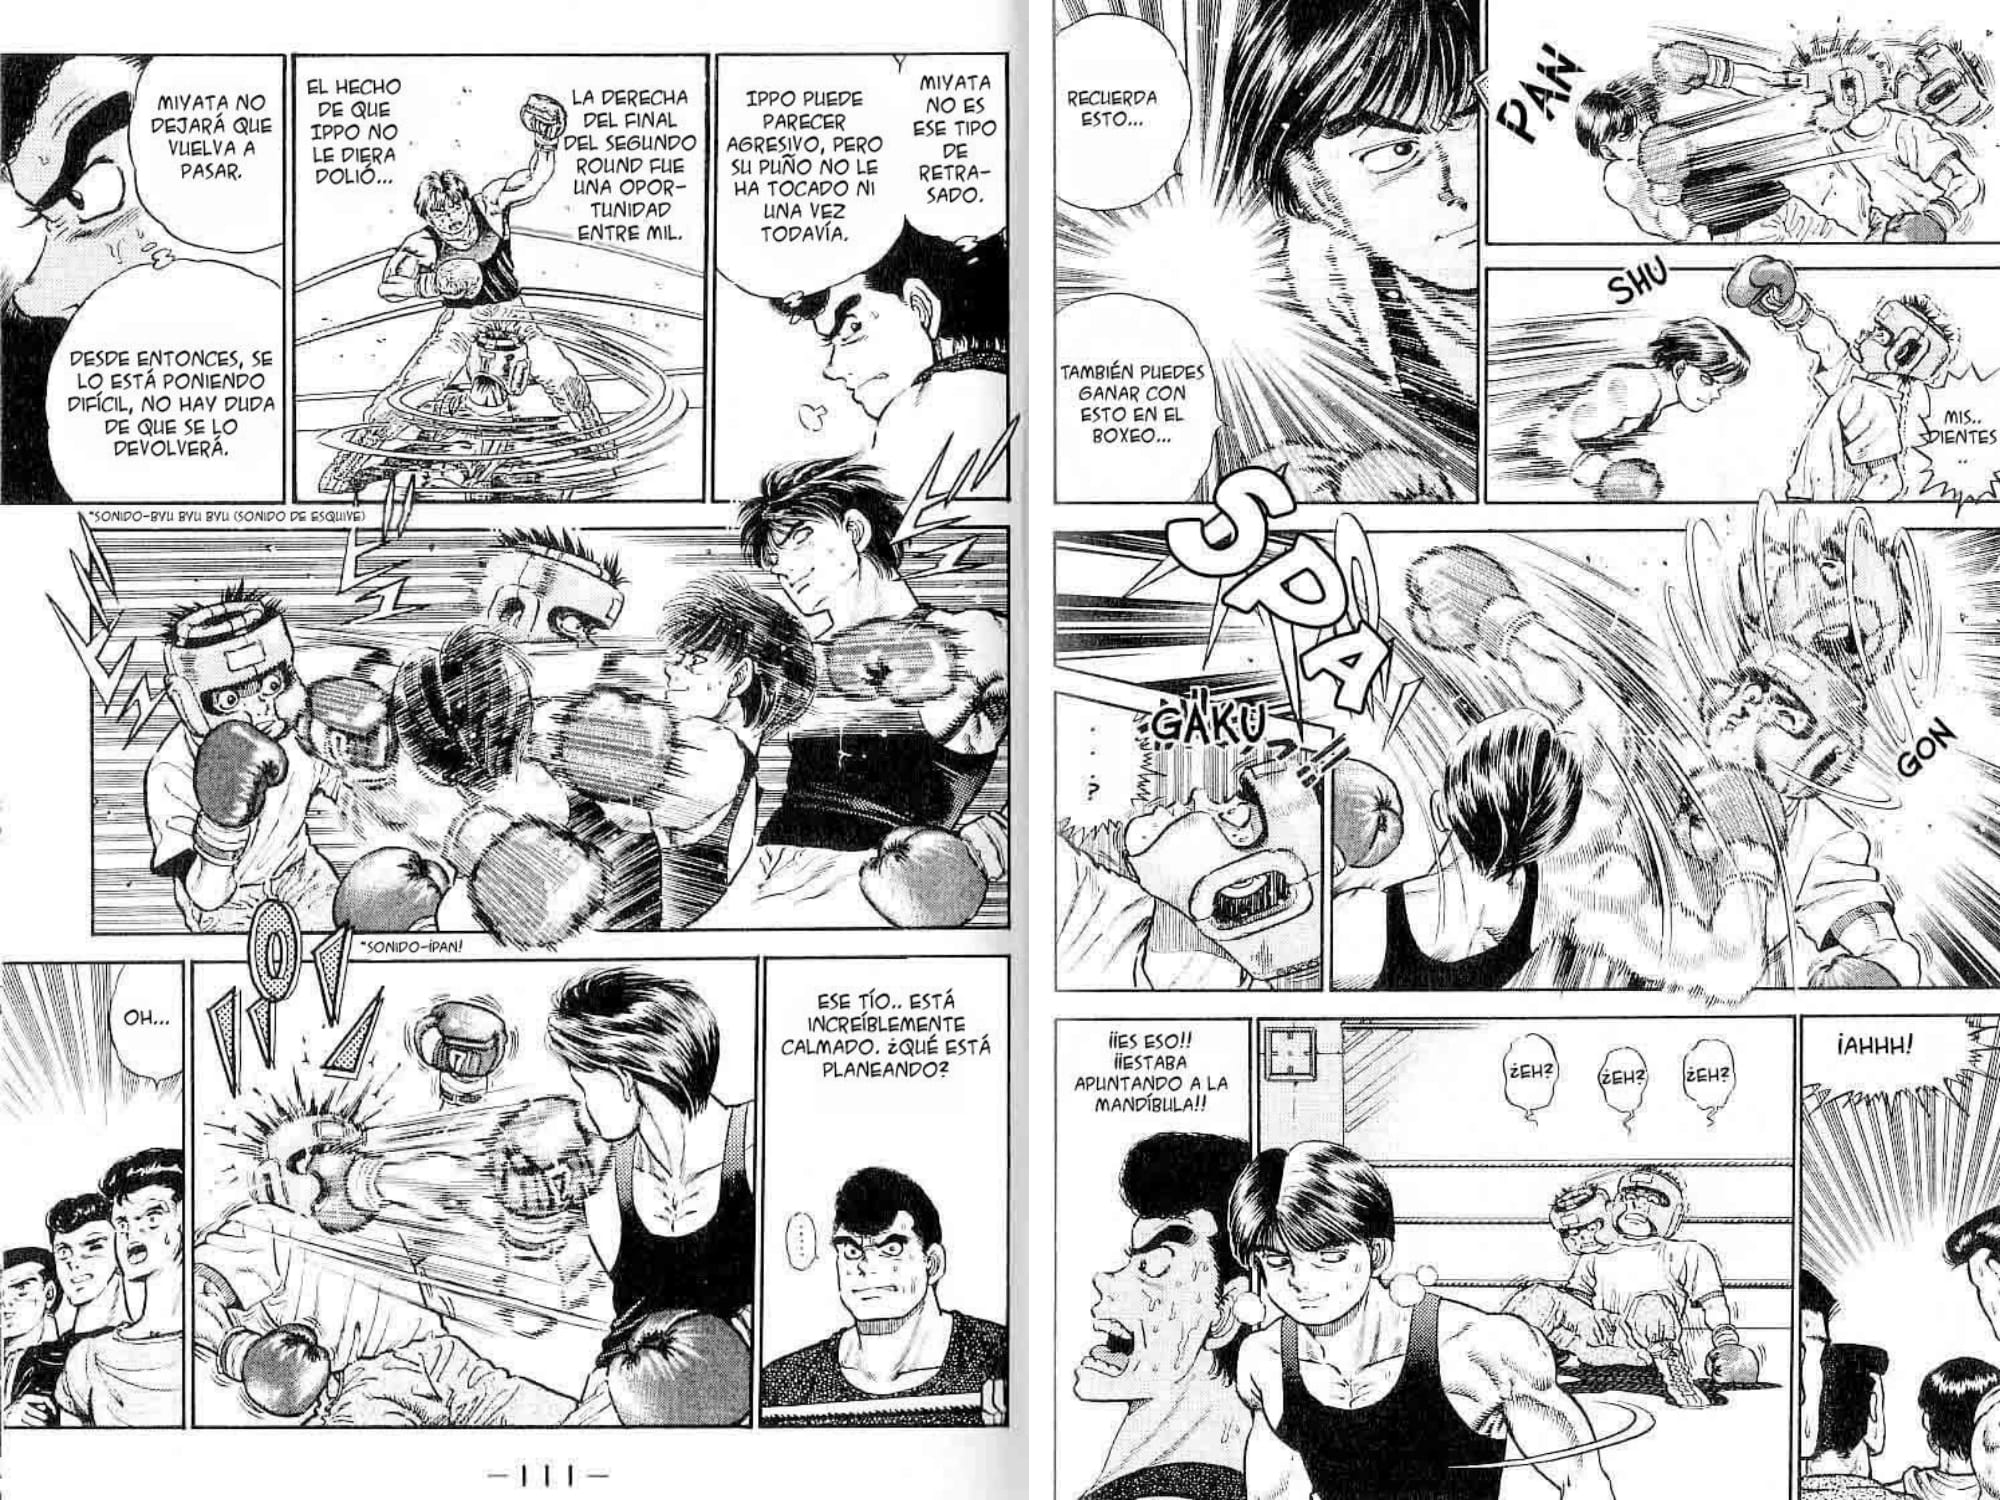 MIYATA
NO ES
ESE TIPO
DE
RETRA-
SADO.
IPPO PUEDE
PARECER
AGRESIVO, PERO
SU PUÑO NO LE
HA TOCADO NI
UNA VEZ
TODAVÍA.
LA DERECHA
DEL FINAL
DEL SEGUNDO
ROUND FUE
UNA OPOR-
TUNIDAD
ENTRE MIL.
EL HECHO
DE QUE
IPPO NO
LE DIERA
DOLIÓ...
MIYATA NO
DEJARÁ QUE
VUELVA A
PASAR.
DESDE ENTONCES, SE
LO ESTÁ PONIENDO
DIFÍCIL, NO HAY DUDA
DE QUE SE LO
DEVOLVERÁ.
*SONIDO-BYU BYU BYU (SONIDO DE ESQUIVE)
*SONIDO-¡PAN!
ESE TÍO.. ESTÁ
INCREÍBLEMENTE
CALMADO. ¿QUÉ ESTÁ
PLANEANDO?
OH...
— 111 —
PAN
SHU
MIS..
DIENTES
..
RECUERDA
ESTO...
TAMBIÉN PUEDES
GANAR CON
ESTO EN EL
BOXEO...
SPA
GON
GAKU
...?
¡AHHH!
¿EH?
¿EH?
¿EH?
¡¡ES ESO!!
¡¡ESTABA
APUNTANDO A LA
MANDÍBULA!!